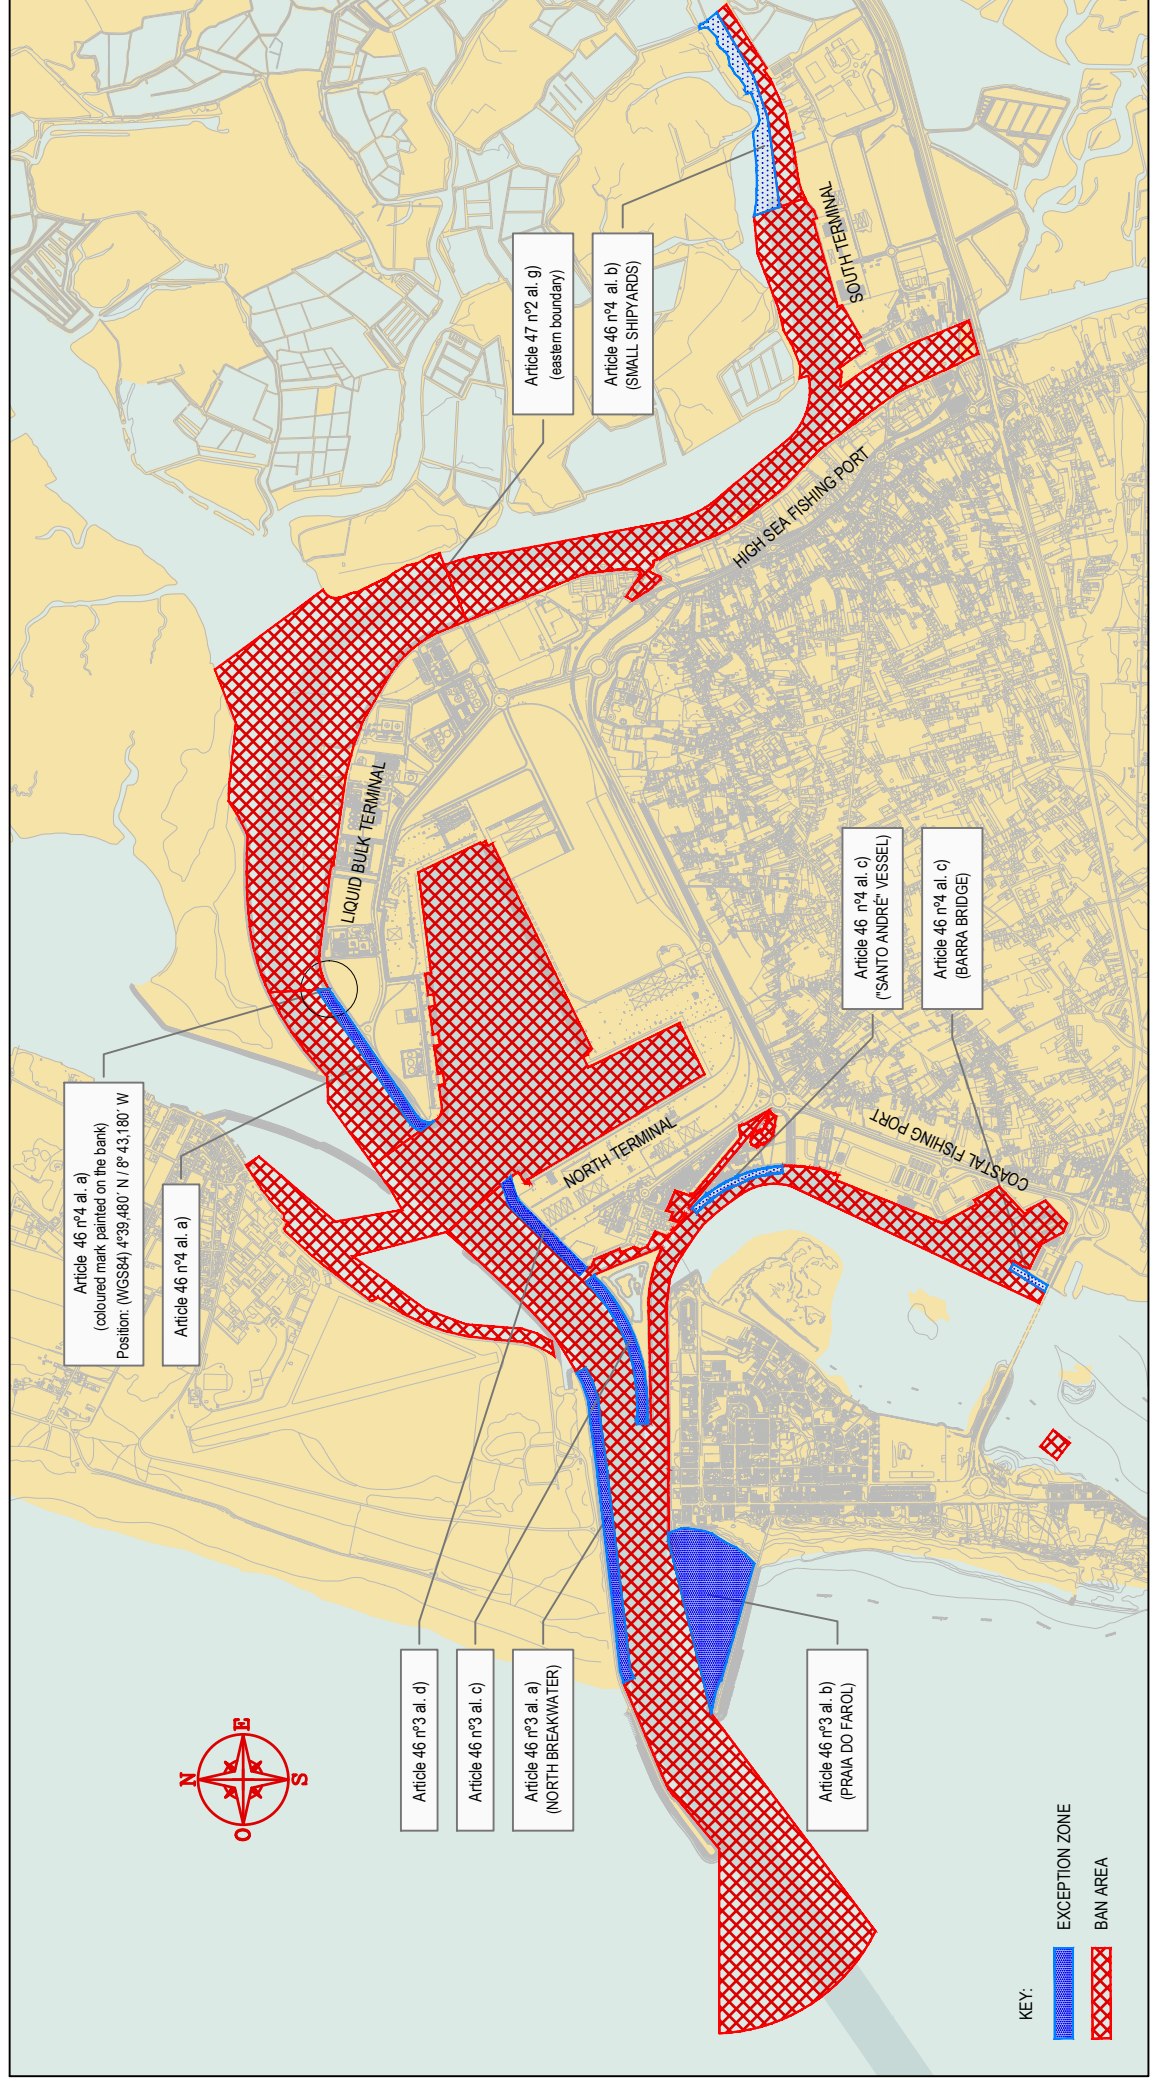 Article 46 nº4 al. a)
(coloured mark painted on the bank)
Position: (WGS84) 4º39,480´ N / 8º 43,180´ W
Article 46 nº4 al. a)
Article 47 nº2 al. g)
(eastern boundary)
Article 46 nº4 al. b)
(SMALL SHIPYARDS)
SOUTH TERMINAL
HIGH SEA FISHING PORT
LIQUID BULK TERMINAL
NORTH TERMINAL
COASTAL FISHING PORT
Article 46 nº4 al. c)
("SANTO ANDRÉ" VESSEL)
Article 46 nº4 al. c)
(BARRA BRIDGE)
N
O
E
S
Article 46 nº3 al. d)
Article 46 nº3 al. c)
Article 46 nº3 al. a)
(NORTH BREAKWATER)
Article 46 nº3 al. b)
(PRAIA DO FAROL)
KEY:
EXCEPTION ZONE
BAN AREA